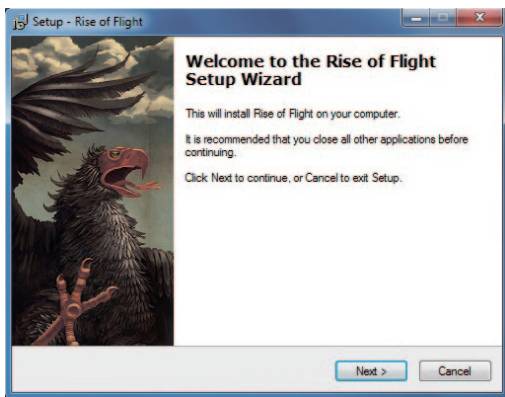 Setup - Rise of Flight
Welcome to the Rise of Flight
Setup Wizard
This will install Rise of Flight on your computer.
It is recommended that you close all other applications before
continuing.
Click Next to continue, or Cancel to exit Setup.
Next >
Cancel